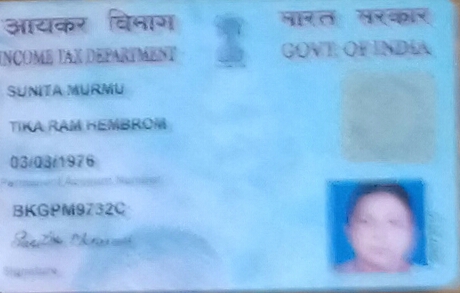 आयकर विभाग भारत सरकार
INCOME TAX DEPARTMENT GOVT. OF INDIA
SUNITA MURMU
TIKA RAM HEMBROM
03/03/1976
Permanent Account Number
BKGPM9732C
Signature